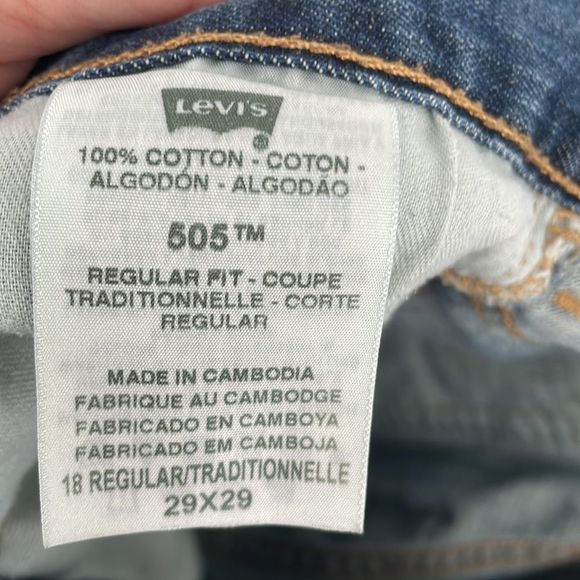 Levi's
100% COTTON - COTON -
ALGODÓN - ALGODÃO
505™
REGULAR FIT - COUPE
TRADITIONNELLE - CORTE
REGULAR
MADE IN CAMBODIA
FABRIQUE AU CAMBODGE
FABRICADO EN CAMBOYA
FABRICADO EM CAMBOJA
18 REGULAR/TRADITIONNELLE
29X29